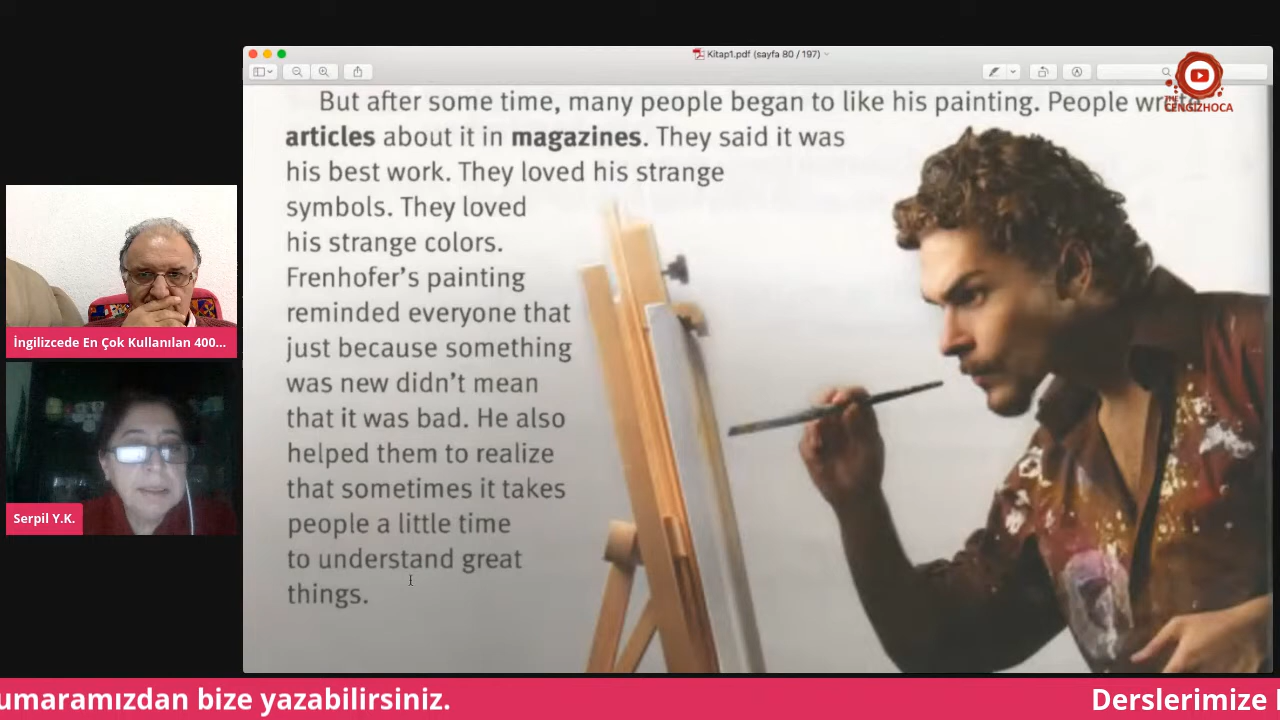 Kitap1.pdf (sayfa 80 / 197)
THE
CENGIZHOCA
But after some time, many people began to like his painting. People wrote
articles about it in magazines. They said it was
his best work. They loved his strange
symbols. They loved
his strange colors.
Frenhofer’s painting
reminded everyone that
just because something
was new didn’t mean
that it was bad. He also
helped them to realize
that sometimes it takes
people a little time
to understand great
things.
İngilizcede En Çok Kullanılan 400...
Serpil Y.K.
umaramızdan bize yazabilirsiniz.
Derslerimize